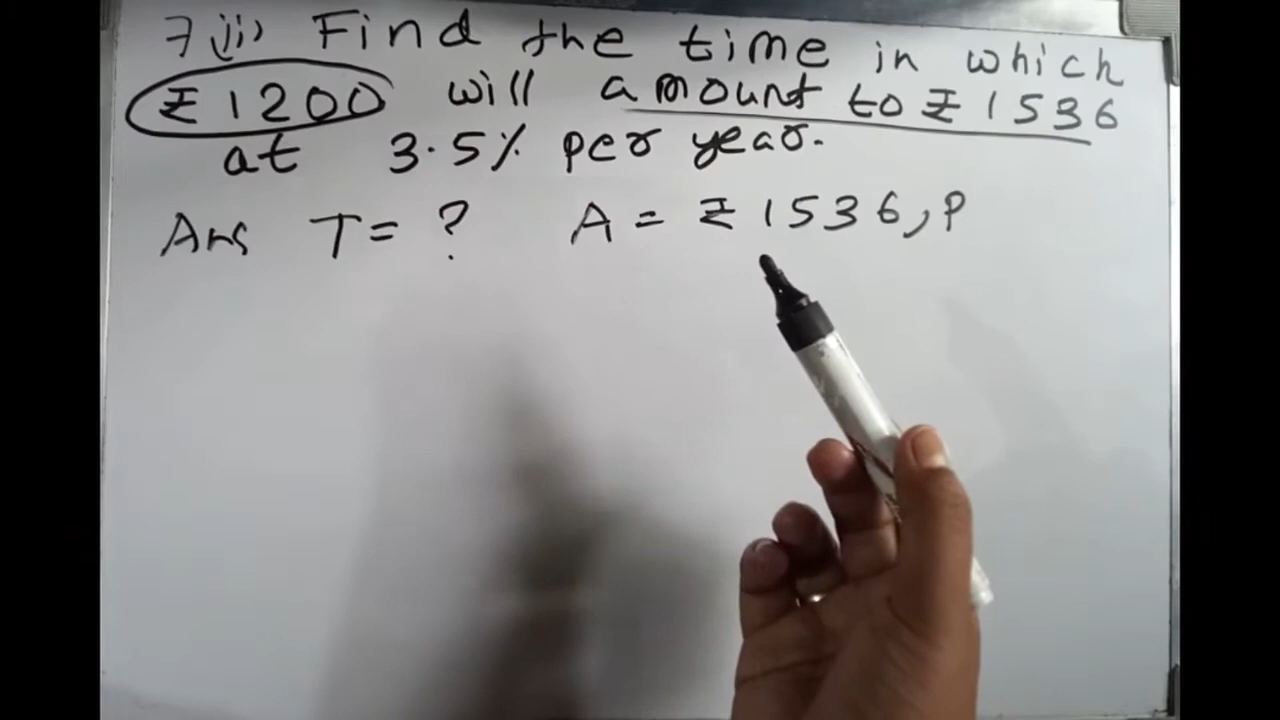 7 ii) Find the time in which
₹1200 will amount to ₹1536
at 3.5% per year.
Ans T = ? A = ₹1536, P